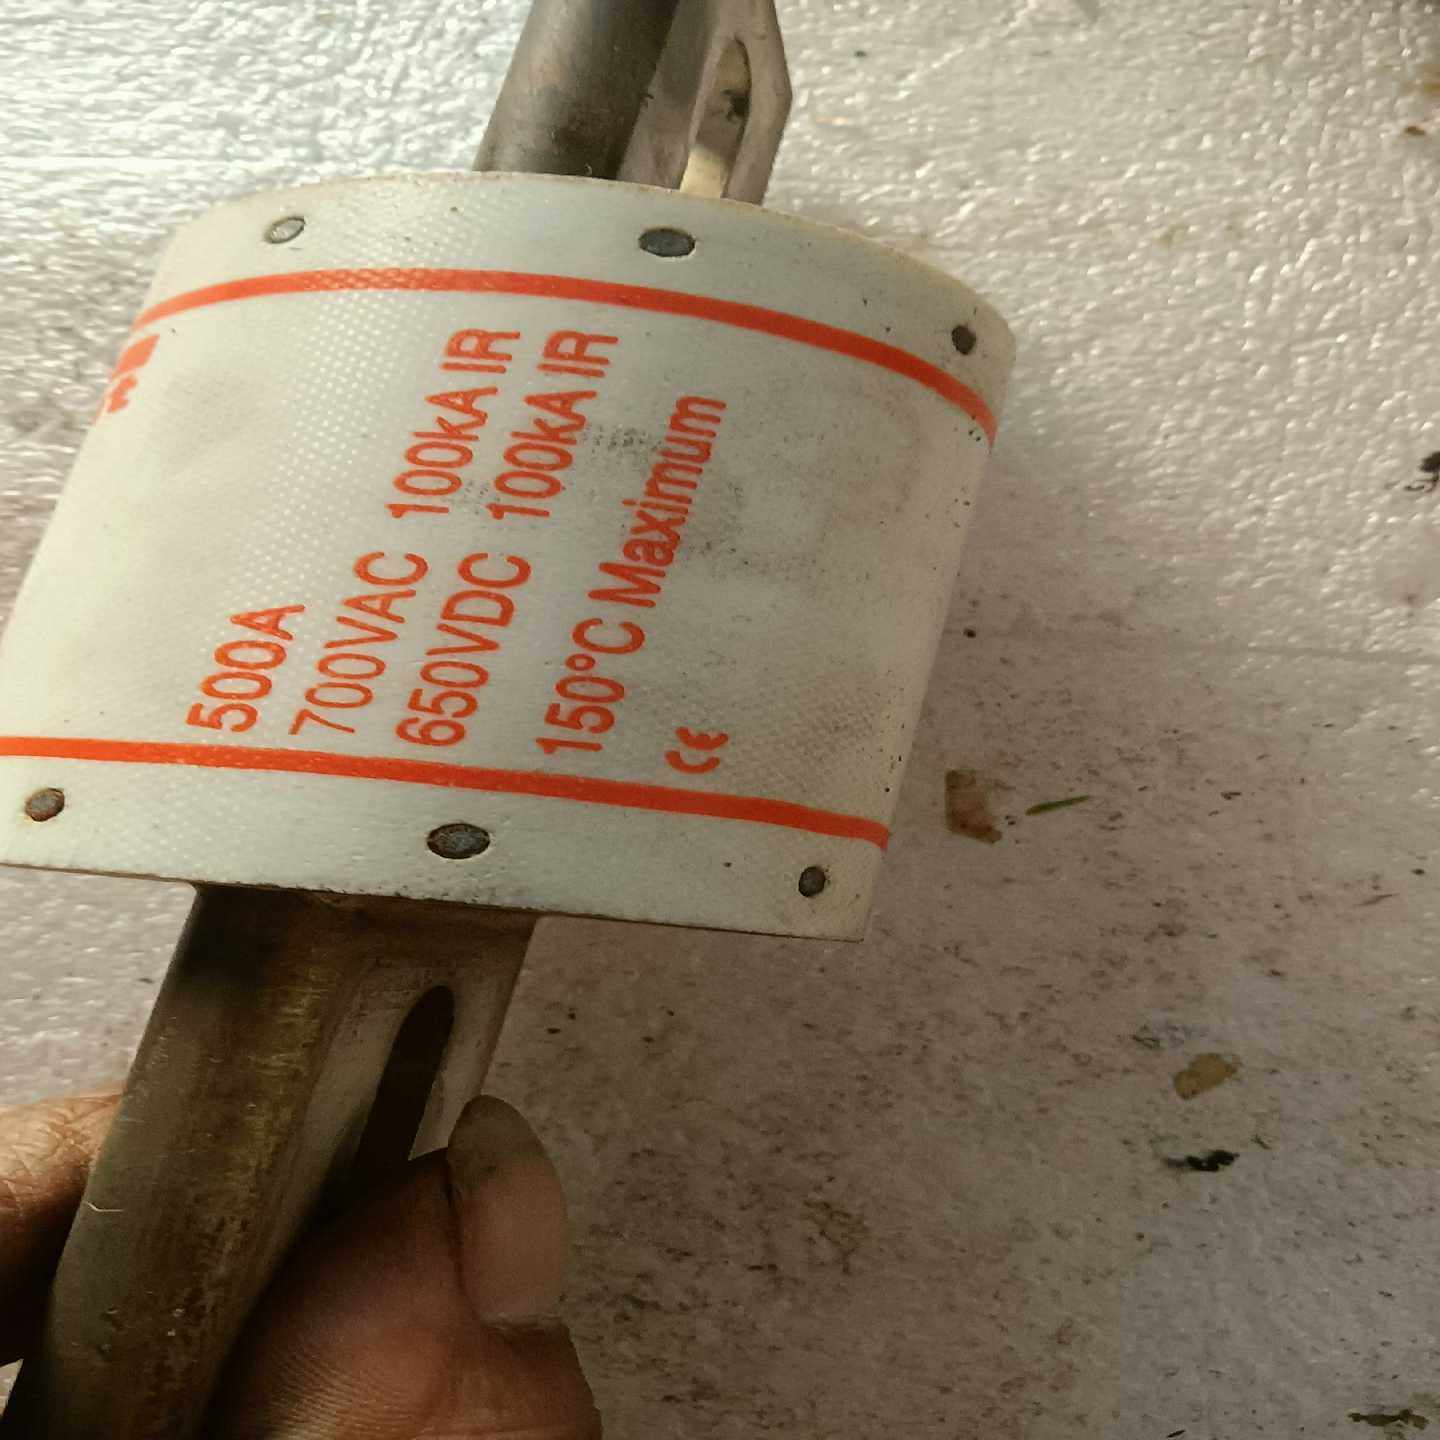 500A
700VAC 100kA IR
650VDC 100kA IR
150°C Maximum
CE